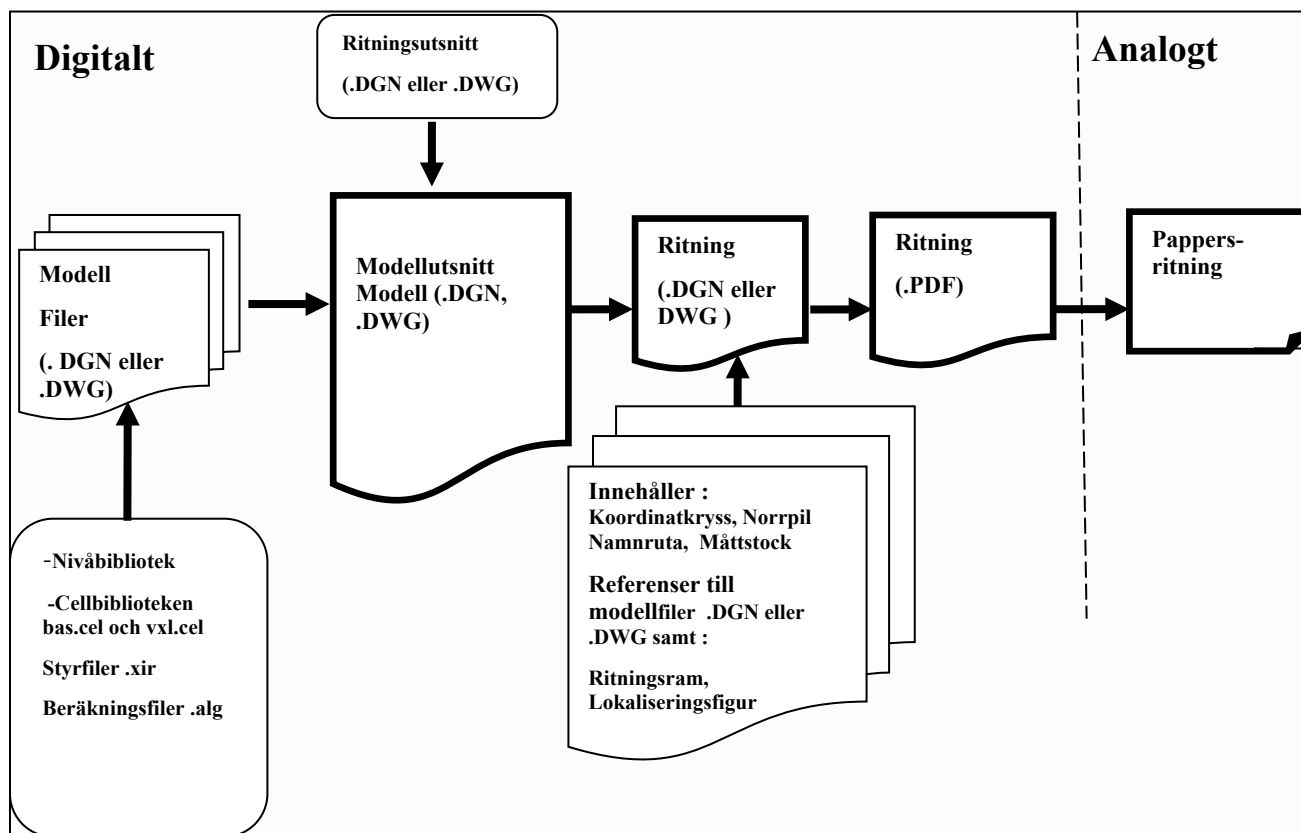 Digitalt
Ritningsutsnitt
(.DGN eller .DWG)
Analogt
Modell
Filer
(. DGN eller
.DWG)
Modellutsnitt
Modell (.DGN,
.DWG)
Ritning
(.DGN eller
DWG )
Ritning
(.PDF)
Pappers-
ritning
-Nivåbibliotek
-Cellbiblioteken
bas.cel och vxl.cel
Styrfiler .xir
Beräkningsfiler .alg
Innehåller :
Koordinatkryss, Norrpil
Namnruta, Måttstock
Referenser till
modellfiler .DGN eller
.DWG samt :
Ritningsram,
Lokaliseringsfigur